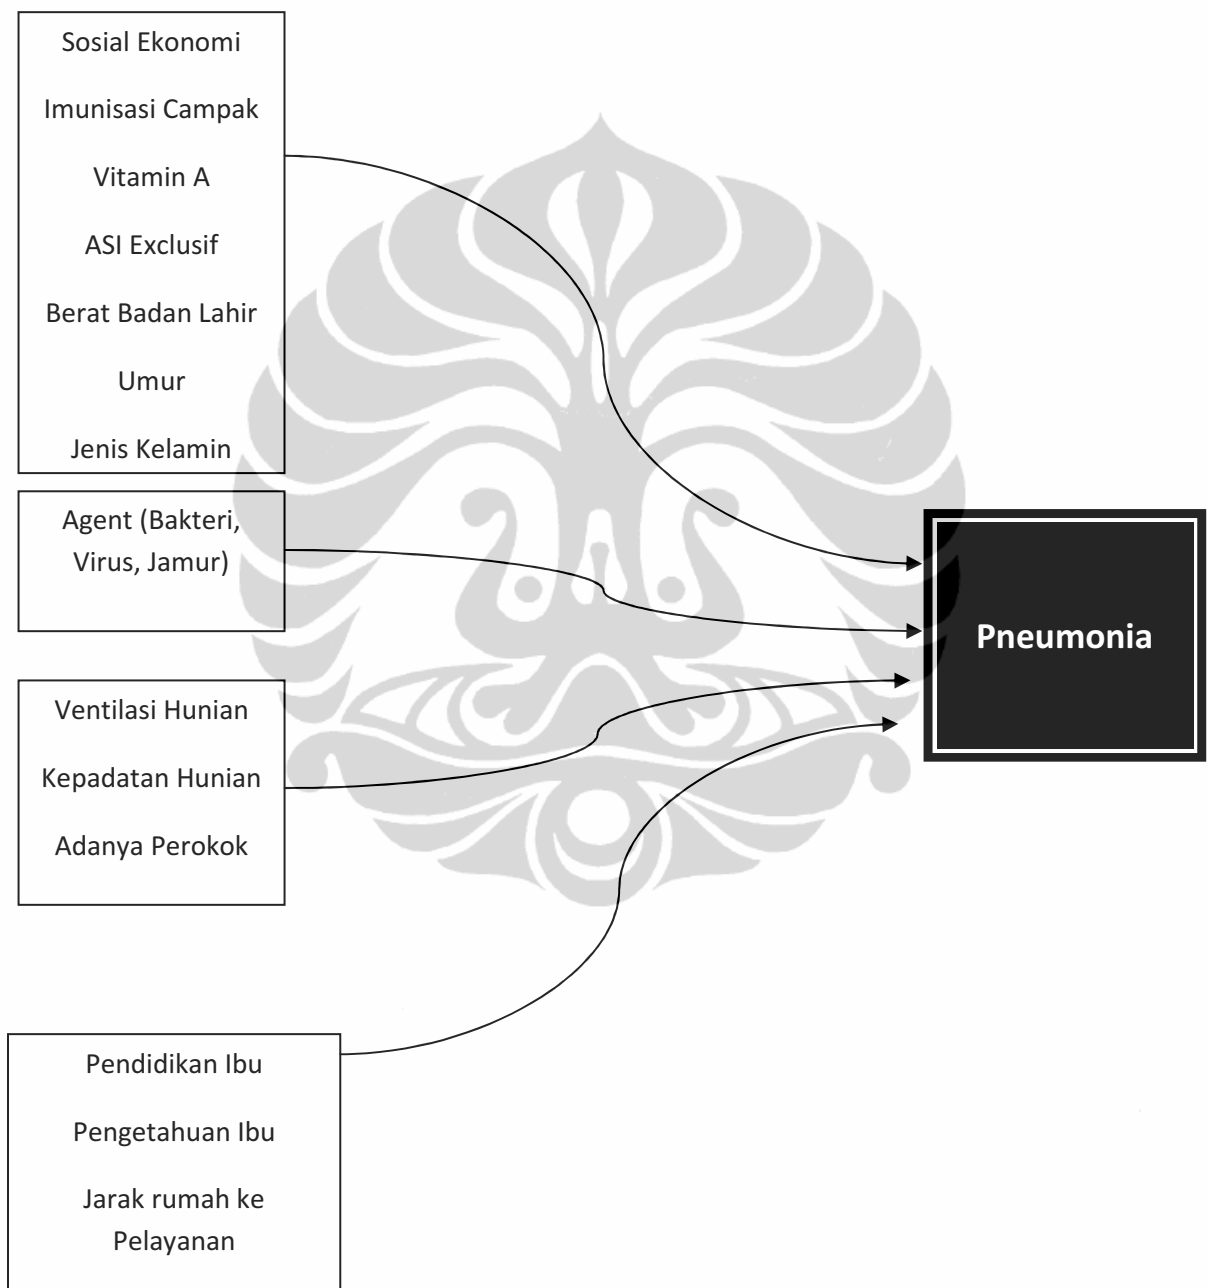 Sosial Ekonomi
Imunisasi Campak
Vitamin A
ASI Exclusif
Berat Badan Lahir
Umur
Jenis Kelamin
Agent (Bakteri,
Virus, Jamur)
Pneumonia
Ventilasi Hunian
Kepadatan Hunian
Adanya Perokok
Pendidikan Ibu
Pengetahuan Ibu
Jarak rumah ke
Pelayanan